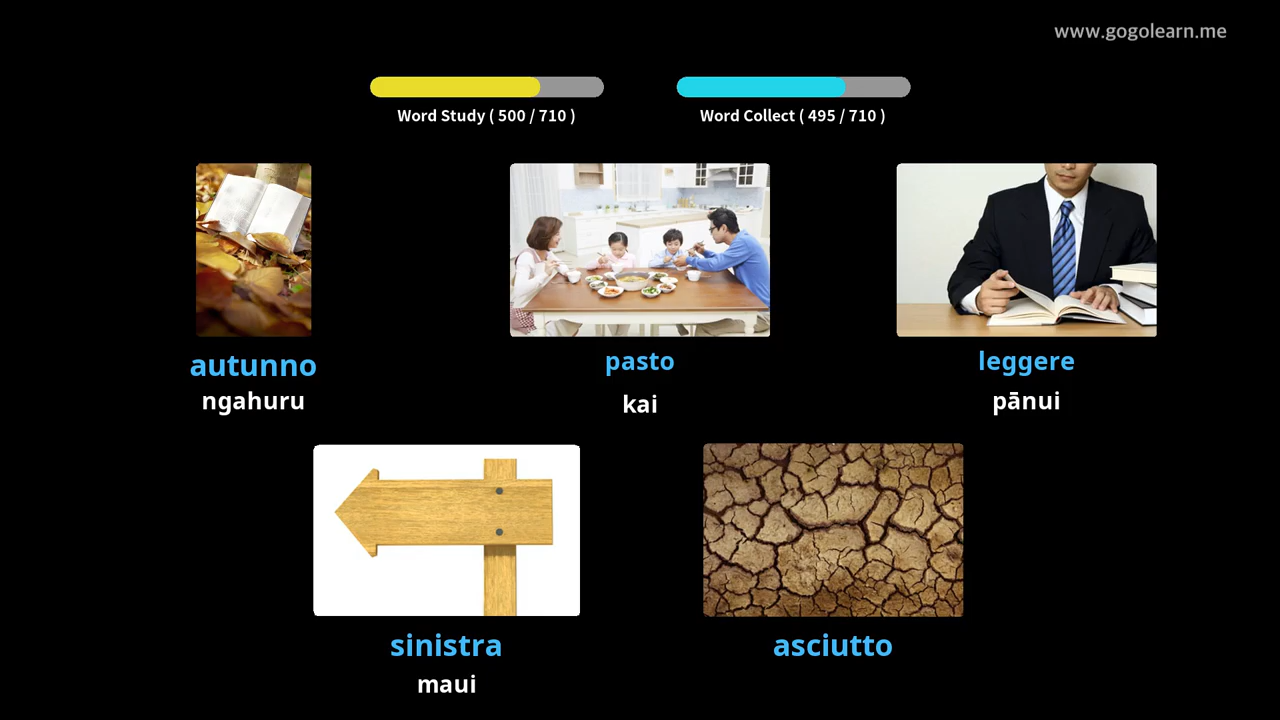 www.gogolearn.me
Word Study ( 500 / 710 )
Word Collect ( 495 / 710 )
autunno
ngahuru
pasto
kai
leggere
pānui
sinistra
maui
asciutto